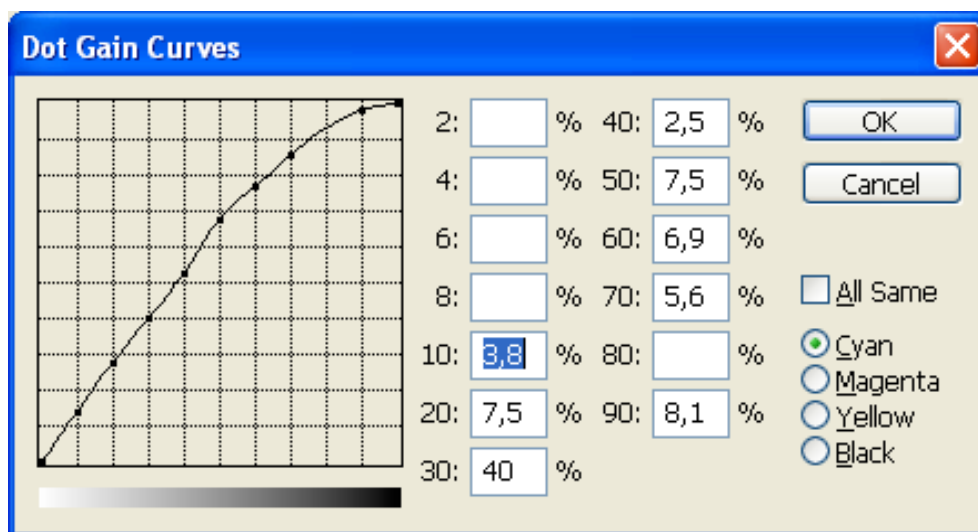 Dot Gain Curves
2: % 40: 2,5 % OK
4: % 50: 7,5 % Cancel
6: % 60: 6,9 %
8: % 70: 5,6 % All Same
10: 3,8 % 80: % Cyan
Magenta
20: 7,5 % 90: 8,1 % Yellow
Black
30: 40 %